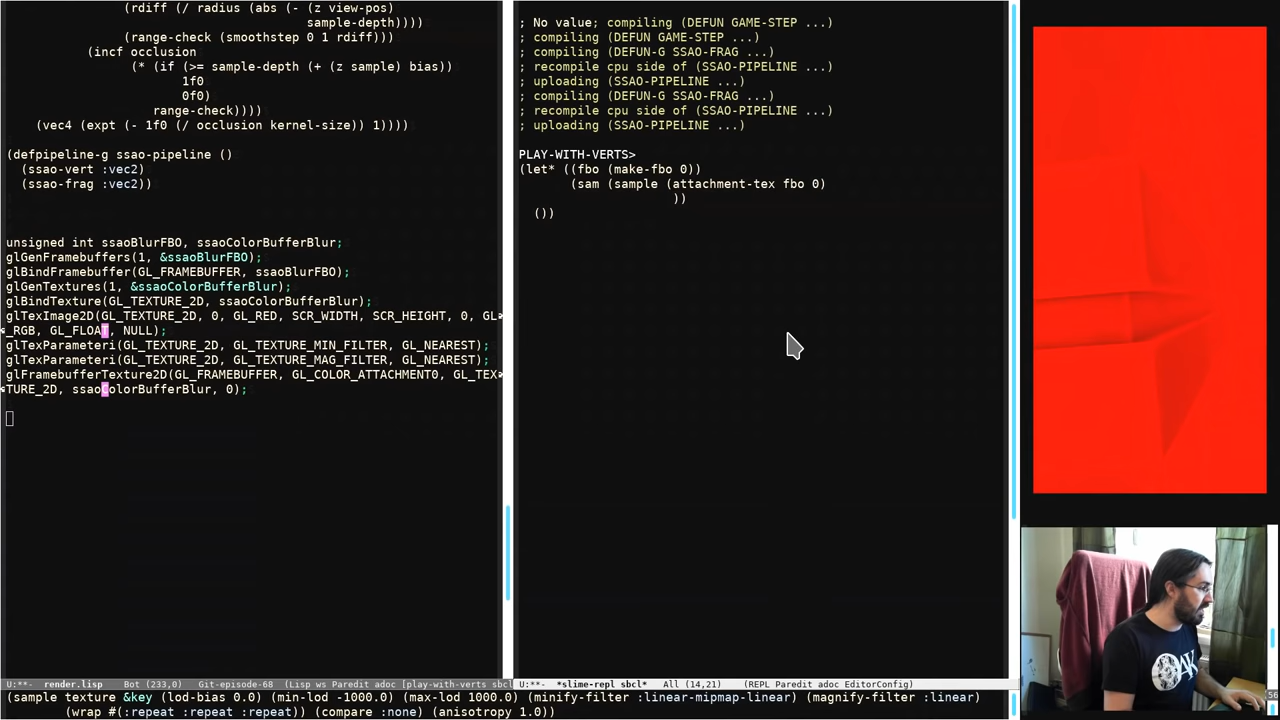 (rdiff (/ radius (abs (- (z view-pos)
sample-depth))))
(range-check (smoothstep 0 1 rdiff)))
(incf occlusion
(* (if (>= sample-depth (+ (z sample) bias))
1f0
0f0)
range-check))))
(vec4 (expt (- 1f0 (/ occlusion kernel-size)) 1))))
(defpipeline-g ssao-pipeline ()
(ssao-vert :vec2)
(ssao-frag :vec2))
unsigned int ssaoBlurFBO, ssaoColorBufferBlur;
glGenFramebuffers(1, &ssaoBlurFBO);
glBindFramebuffer(GL_FRAMEBUFFER, ssaoBlurFBO);
glGenTextures(1, &ssaoColorBufferBlur);
glBindTexture(GL_TEXTURE_2D, ssaoColorBufferBlur);
glTexImage2D(GL_TEXTURE_2D, 0, GL_RED, SCR_WIDTH, SCR_HEIGHT, 0, GL
_RGB, GL_FLOAT, NULL);
glTexParameteri(GL_TEXTURE_2D, GL_TEXTURE_MIN_FILTER, GL_NEAREST);
glTexParameteri(GL_TEXTURE_2D, GL_TEXTURE_MAG_FILTER, GL_NEAREST);
glFramebufferTexture2D(GL_FRAMEBUFFER, GL_COLOR_ATTACHMENT0, GL_TEX
TURE_2D, ssaoColorBufferBlur, 0);
U:**- render.lisp Bot (233,0) Git-episode-68 (Lisp ws Paredit adoc [play-with-verts sbcl
; No value; compiling (DEFUN GAME-STEP ...)
; compiling (DEFUN GAME-STEP ...)
; compiling (DEFUN-G SSAO-FRAG ...)
; recompile cpu side of (SSAO-PIPELINE ...)
; uploading (SSAO-PIPELINE ...)
; compiling (DEFUN-G SSAO-FRAG ...)
; recompile cpu side of (SSAO-PIPELINE ...)
; uploading (SSAO-PIPELINE ...)
PLAY-WITH-VERTS>
(let* ((fbo (make-fbo 0))
(sam (sample (attachment-tex fbo 0)
))
())
U:**- *slime-repl sbcl* All (14,21) (REPL Paredit adoc EditorConfig)
(sample texture &key (lod-bias 0.0) (min-lod -1000.0) (max-lod 1000.0) (minify-filter :linear-mipmap-linear) (magnify-filter :linear)
(wrap #(:repeat :repeat :repeat)) (compare :none) (anisotropy 1.0))